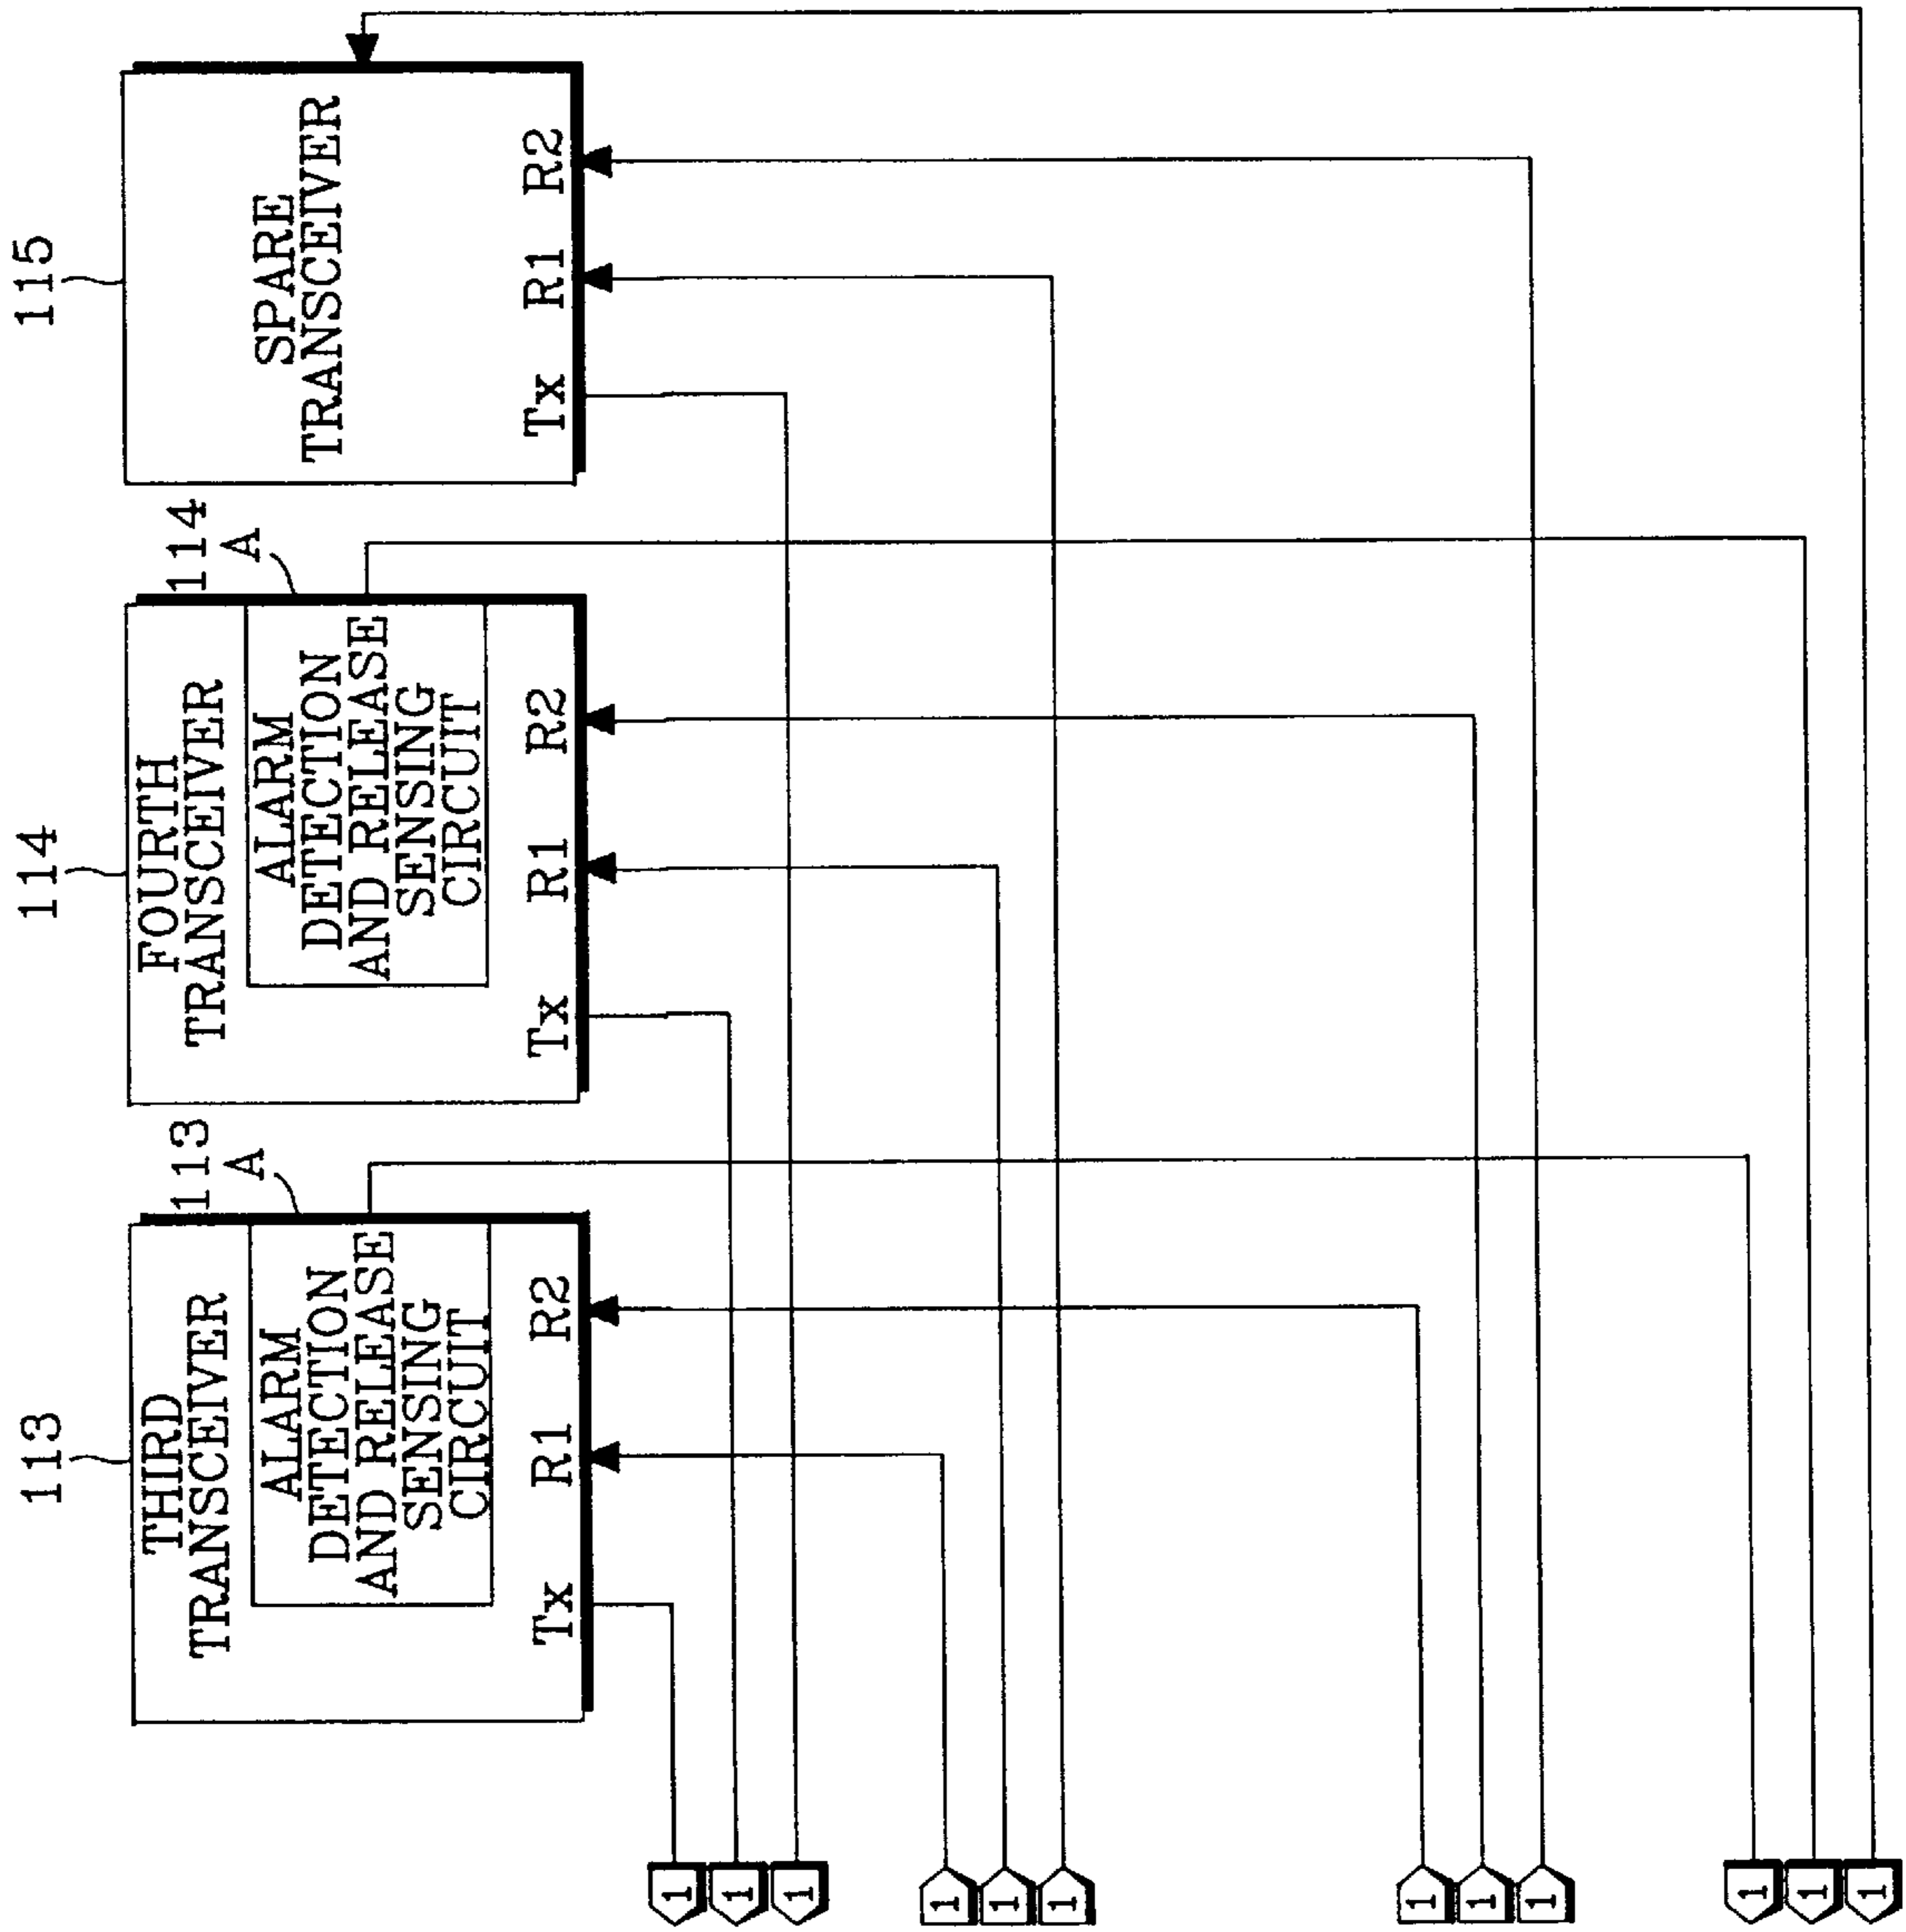 113
THIRD
TRANSCEIVER
113
A
ALARM
DETECTION
AND RELEASE
SENSING
CIRCUIT
Tx
R1
R2
114
FOURTH
TRANSCEIVER
114
A
ALARM
DETECTION
AND RELEASE
SENSING
CIRCUIT
Tx
R1
R2
115
SPARE
TRANSCEIVER
Tx
R1
R2
1
1
1
1
1
1
1
1
1
1
1
1